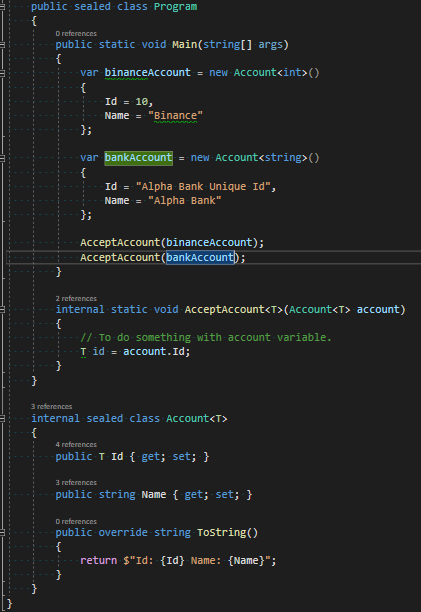 public sealed class Program
{
0 references
public static void Main(string[] args)
{
var binanceAccount = new Account<int>()
{
Id = 10,
Name = "Binance"
};
var bankAccount = new Account<string>()
{
Id = "Alpha Bank Unique Id",
Name = "Alpha Bank"
};
AcceptAccount(binanceAccount);
AcceptAccount(bankAccount);
}
2 references
internal static void AcceptAccount<T>(Account<T> account)
{
// To do something with account variable.
T id = account.Id;
}
}
3 references
internal sealed class Account<T>
{
4 references
public T Id { get; set; }
3 references
public string Name { get; set; }
0 references
public override string ToString()
{
return $"Id: {Id} Name: {Name}";
}
}
}